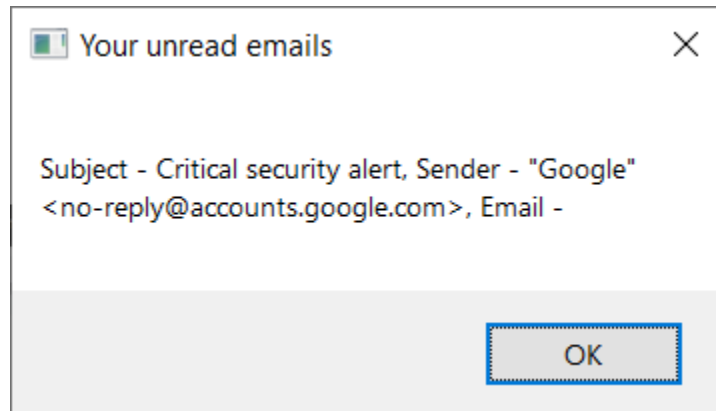 Your unread emails
Subject - Critical security alert, Sender - "Google"
<no-reply@accounts.google.com>, Email -
OK